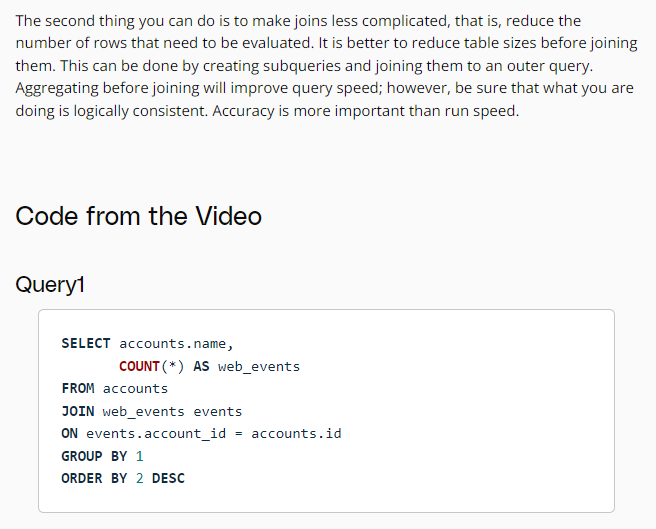 The second thing you can do is to make joins less complicated, that is, reduce the
number of rows that need to be evaluated. It is better to reduce table sizes before joining
them. This can be done by creating subqueries and joining them to an outer query.
Aggregating before joining will improve query speed; however, be sure that what you are
doing is logically consistent. Accuracy is more important than run speed.
Code from the Video
Query1
SELECT accounts.name,
COUNT(*) AS web_events
FROM accounts
JOIN web_events events
ON events.account_id = accounts.id
GROUP BY 1
ORDER BY 2 DESC